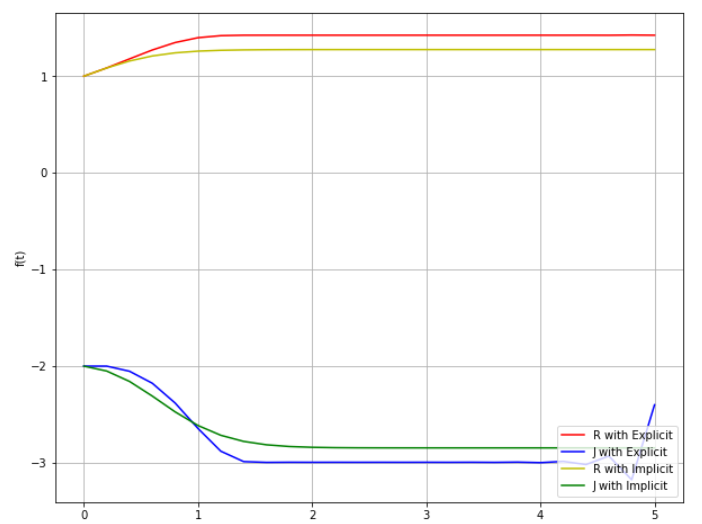 1
0
−1
−2
−3
f(t)
R with Explicit
J with Explicit
R with Implicit
J with Implicit
0 1 2 3 4 5